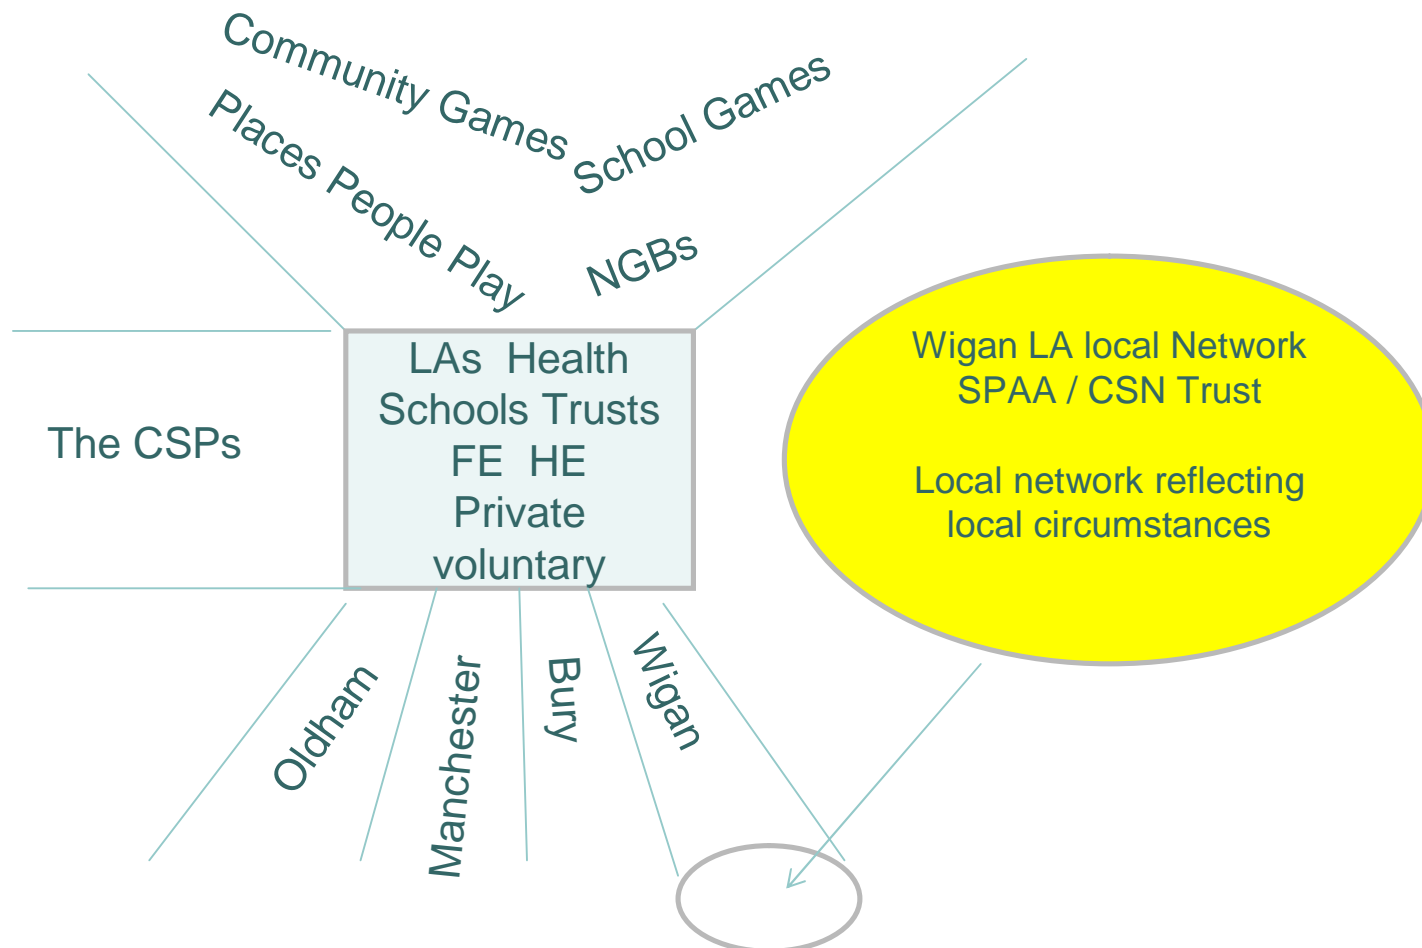 Community Games
School Games
Places People Play
NGBs
The CSPs
LAs  Health
Schools Trusts
FE  HE
Private
voluntary
Wigan LA local Network
SPAA / CSN Trust
Local network reflecting
local circumstances
Oldham
Manchester
Bury
Wigan